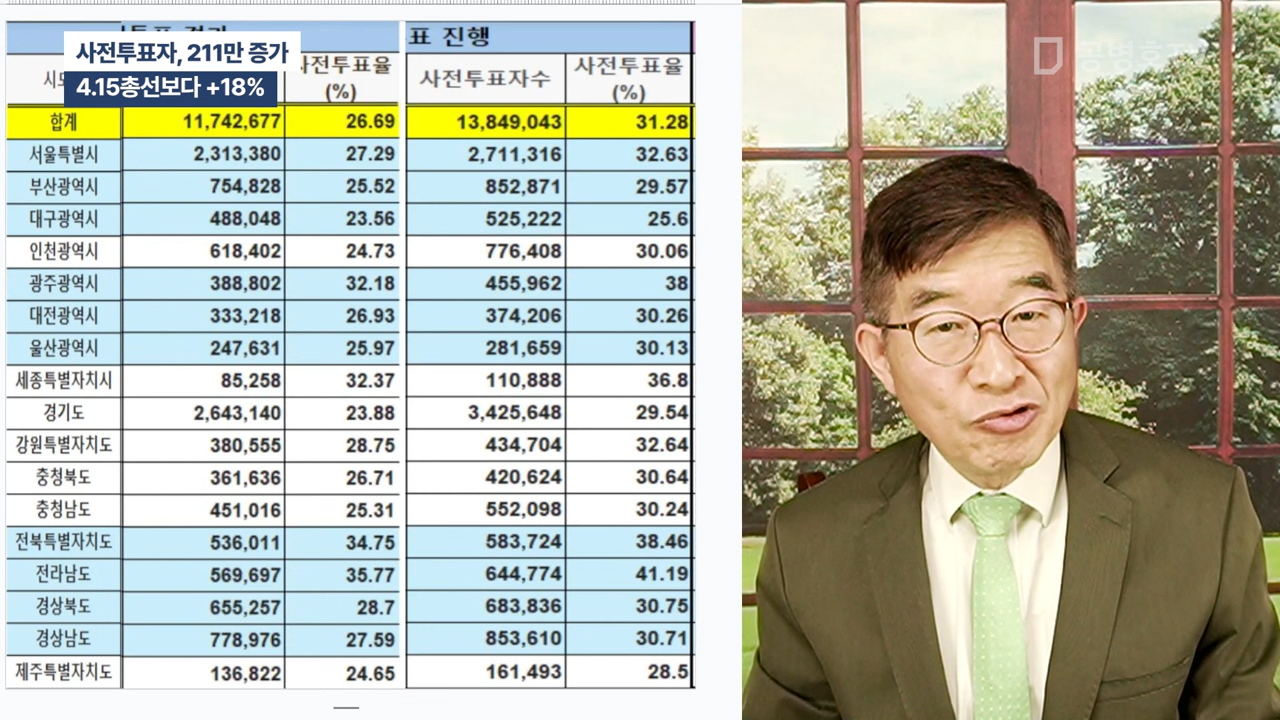 표 진행
사전투표자, 211만 증가
4.15총선보다 +18%
사전투표율 (%) 사전투표자수 사전투표율 (%)
합계 11,742,677 26.69 13,849,043 31.28
서울특별시 2,313,380 27.29 2,711,316 32.63
부산광역시 754,828 25.52 852,871 29.57
대구광역시 488,048 23.56 525,222 25.6
인천광역시 618,402 24.73 776,408 30.06
광주광역시 388,802 32.18 455,962 38
대전광역시 333,218 26.93 374,206 30.26
울산광역시 247,631 25.97 281,659 30.13
세종특별자치시 85,258 32.37 110,888 36.8
경기도 2,643,140 23.88 3,425,648 29.54
강원특별자치도 380,555 28.75 434,704 32.64
충청북도 361,636 26.71 420,624 30.64
충청남도 451,016 25.31 552,098 30.24
전북특별자치도 536,011 34.75 583,724 38.46
전라남도 569,697 35.77 644,774 41.19
경상북도 655,257 28.7 683,836 30.75
경상남도 778,976 27.59 853,610 30.71
제주특별자치도 136,822 24.65 161,493 28.5